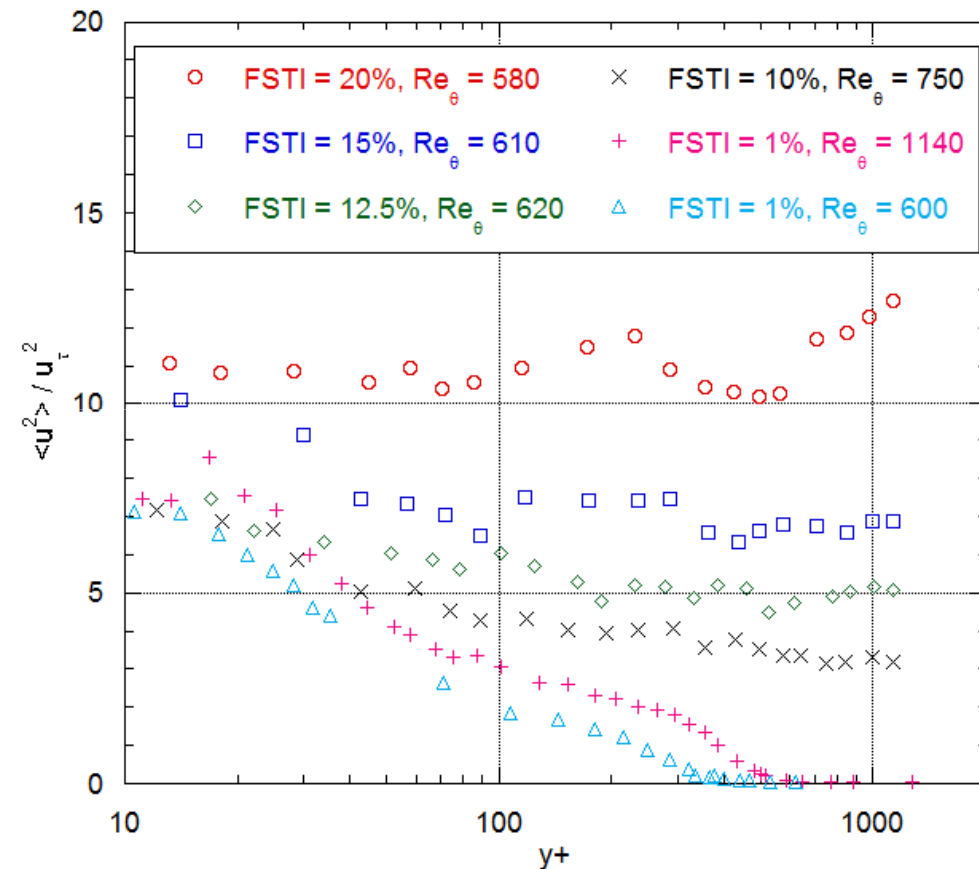 20
FSTI = 20%, Reθ = 580
FSTI = 10%, Reθ = 750
FSTI = 15%, Reθ = 610
FSTI = 1%, Reθ = 1140
FSTI = 12.5%, Reθ = 620
FSTI = 1%, Reθ = 600
15
10
5
0
<u²> / uτ²
10 100 1000
y+